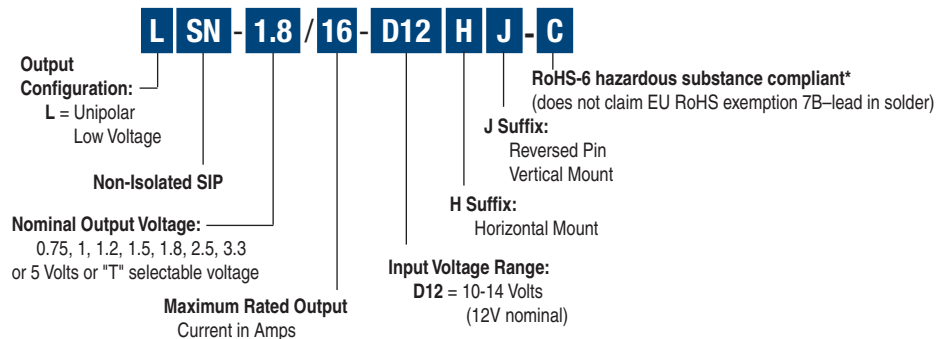 L SN - 1.8 / 16 - D12 H J - C
Output
Configuration:
L = Unipolar
Low Voltage
RoHS-6 hazardous substance compliant*
(does not claim EU RoHS exemption 7B–lead in solder)
J Suffix:
Reversed Pin
Vertical Mount
Non-Isolated SIP
H Suffix:
Horizontal Mount
Nominal Output Voltage:
0.75, 1, 1.2, 1.5, 1.8, 2.5, 3.3
or 5 Volts or "T" selectable voltage
Input Voltage Range:
D12 = 10-14 Volts
(12V nominal)
Maximum Rated Output
Current in Amps